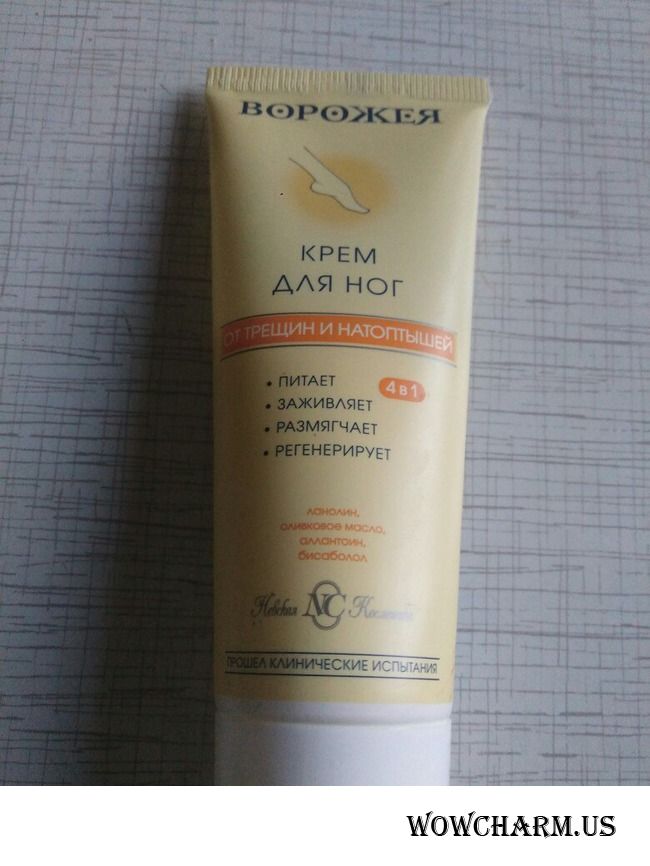 ВОРОЖЕЯ
КРЕМ
ДЛЯ НОГ
ОТ ТРЕЩИН И НАТОПТЫШЕЙ
• ПИТАЕТ
4 в 1
• ЗАЖИВЛЯЕТ
• РАЗМЯГЧАЕТ
• РЕГЕНЕРИРУЕТ
ланолин,
оливковое масло,
аллантоин,
бисаболол
Невская NC Косметика
ПРОШЕЛ КЛИНИЧЕСКИЕ ИСПЫТАНИЯ
WOWCHARM.US